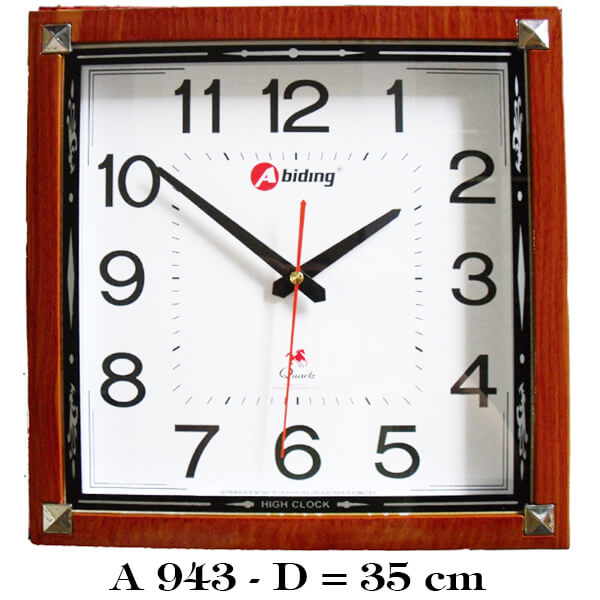 11 12 1
10 2
Abiding®
9 3
Quartz
8 4
7 6 5
HIGH CLOCK
A 943 - D = 35 cm